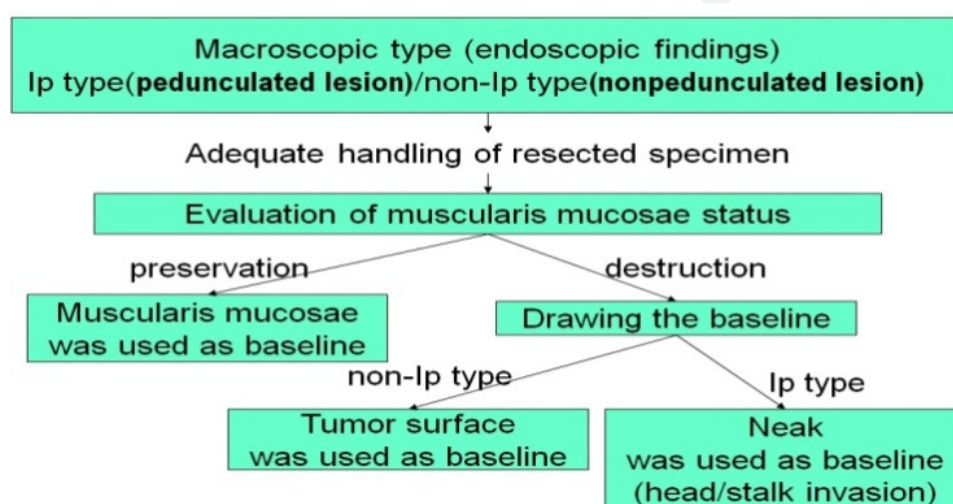 Macroscopic type (endoscopic findings)
Ip type(pedunculated lesion)/non-Ip type(nonpedunculated lesion)
Adequate handling of resected specimen
Evaluation of muscularis mucosae status
preservation
destruction
Muscularis mucosae
was used as baseline
Drawing the baseline
non-Ip type
Ip type
Tumor surface
was used as baseline
Neak
was used as baseline
(head/stalk invasion)